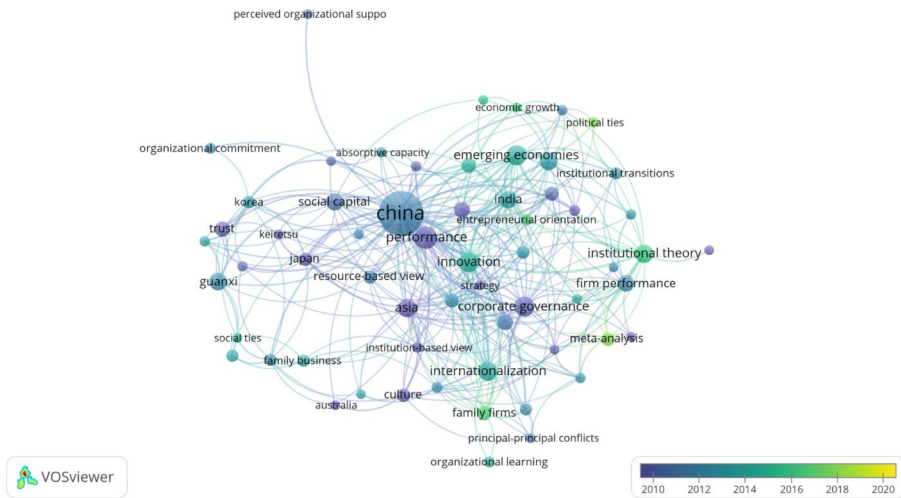 perceived organizational suppo
economic growth
political ties
organizational commitment
absorptive capacity
emerging economies
institutional transitions
korea
social capital
india
china
entrepreneurial orientation
trust
keiretsu
performance
japan
innovation
institutional theory
guanxi
resource-based view
strategy
firm performance
asia
corporate governance
social ties
institution-based view
meta-analysis
family business
internationalization
culture
australia
family firms
principal-principal conflicts
organizational learning
VOSviewer
2010 2012 2014 2016 2018 2020